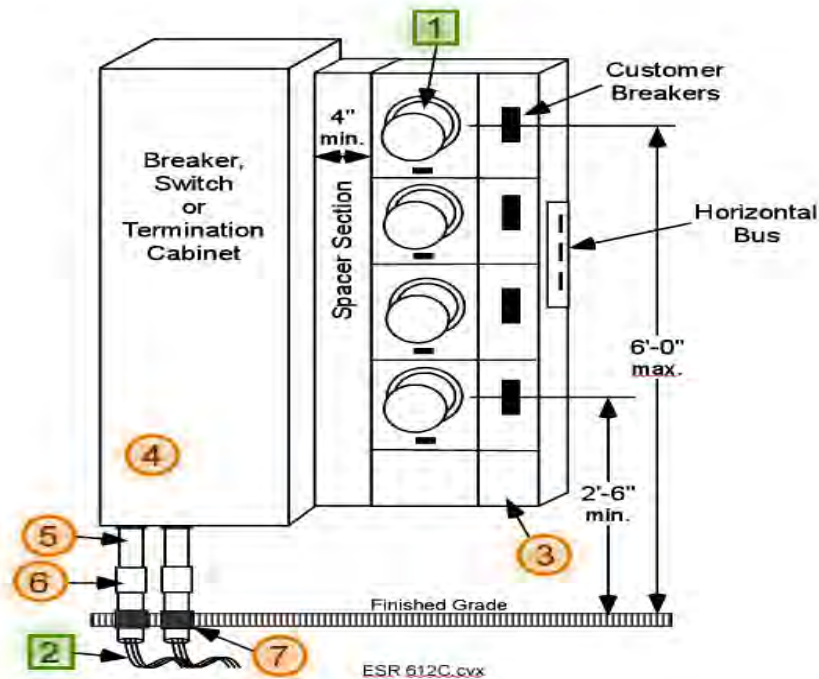 1
Customer
Breakers
4"
min.
Breaker,
Switch
or
Termination
Cabinet
Spacer Section
Horizontal
Bus
6'-0"
max.
2'-6"
min.
4
3
5
6
Finished Grade
2
7
ESR 612C.cvx